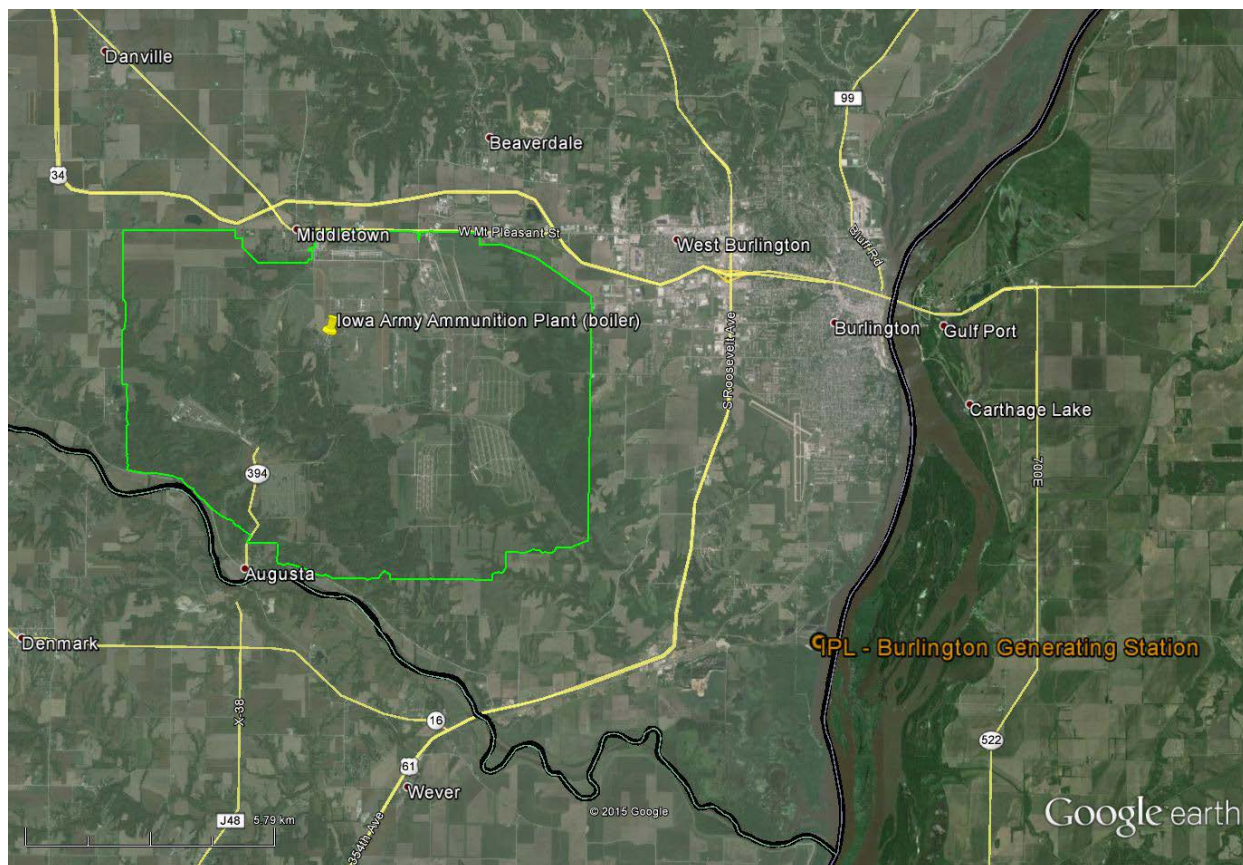 Danville
99
Beaverdale
34
Middletown
W Mt Pleasant St
West Burlington
Bluff Rd
Iowa Army Ammunition Plant (boiler)
Burlington
Gulf Port
S Roosevelt Ave
Carthage Lake
700E
394
Augusta
Denmark
IPL - Burlington Generating Station
X-38
16
522
61
Wever
J48
5.79 km
354th Ave
© 2015 Google
Google earth